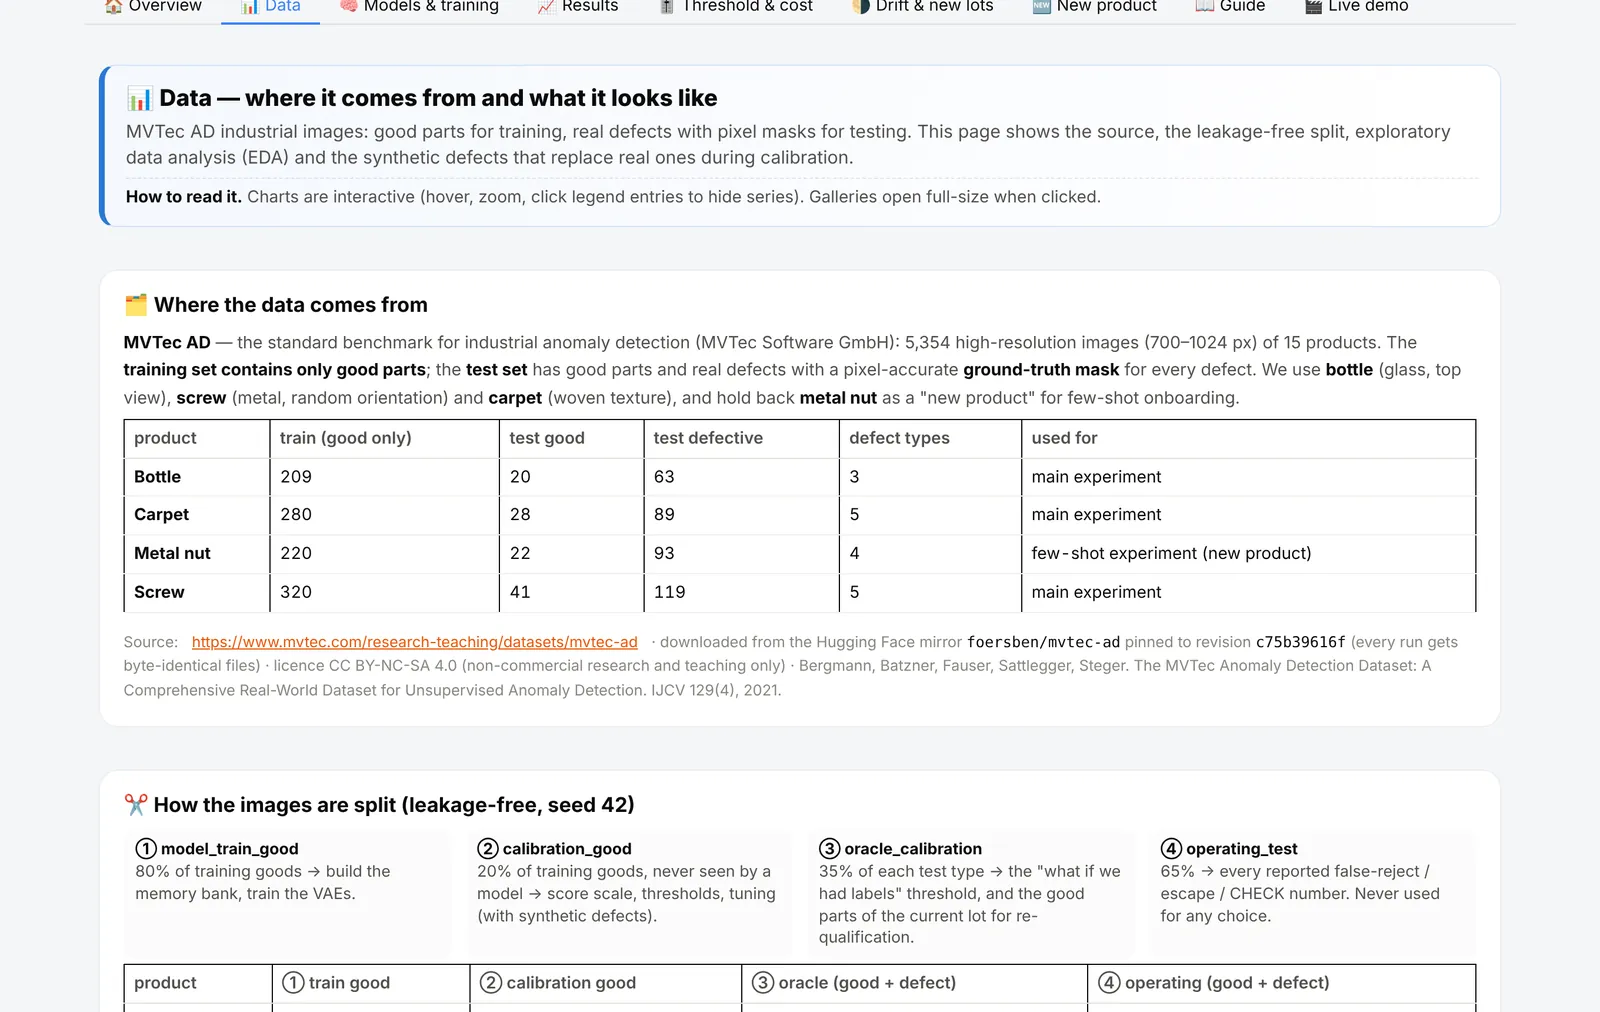 🏠 Overview 📊 Data 🧠 Models & training 📈 Results 🎚️ Threshold & cost 🌗 Drift & new lots 🆕 New product 📖 Guide 🎬 Live demo
📊 Data — where it comes from and what it looks like
MVTec AD industrial images: good parts for training, real defects with pixel masks for testing. This page shows the source, the leakage-free split, exploratory
data analysis (EDA) and the synthetic defects that replace real ones during calibration.
How to read it. Charts are interactive (hover, zoom, click legend entries to hide series). Galleries open full-size when clicked.
🗂️ Where the data comes from
MVTec AD — the standard benchmark for industrial anomaly detection (MVTec Software GmbH): 5,354 high-resolution images (700–1024 px) of 15 products. The
training set contains only good parts; the test set has good parts and real defects with a pixel-accurate ground-truth mask for every defect. We use bottle (glass, top
view), screw (metal, random orientation) and carpet (woven texture), and hold back metal nut as a "new product" for few-shot onboarding.
product train (good only) test good test defective defect types used for
Bottle 209 20 63 3 main experiment
Carpet 280 28 89 5 main experiment
Metal nut 220 22 93 4 few-shot experiment (new product)
Screw 320 41 119 5 main experiment
Source: https://www.mvtec.com/research-teaching/datasets/mvtec-ad · downloaded from the Hugging Face mirror foersben/mvtec-ad pinned to revision c75b39616f (every run gets
byte-identical files) · licence CC BY-NC-SA 4.0 (non-commercial research and teaching only) · Bergmann, Batzner, Fauser, Sattlegger, Steger. The MVTec Anomaly Detection Dataset: A
Comprehensive Real-World Dataset for Unsupervised Anomaly Detection. IJCV 129(4), 2021.
✂️ How the images are split (leakage-free, seed 42)
① model_train_good
80% of training goods → build the
memory bank, train the VAEs.
② calibration_good
20% of training goods, never seen by a
model → score scale, thresholds, tuning
(with synthetic defects).
③ oracle_calibration
35% of each test type → the "what if we
had labels" threshold, and the good
parts of the current lot for re-
qualification.
④ operating_test
65% → every reported false-reject /
escape / CHECK number. Never used
for any choice.
product ① train good ② calibration good ③ oracle (good + defect) ④ operating (good + defect)